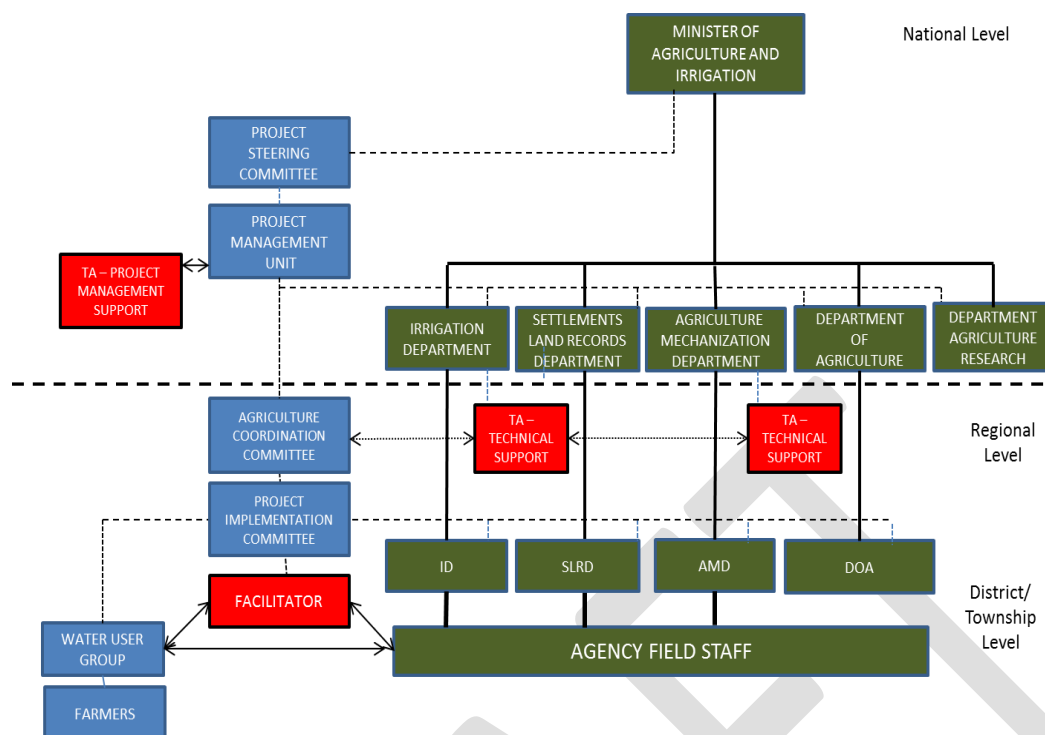 MINISTER OF
AGRICULTURE AND
IRRIGATION
National Level
PROJECT
STEERING
COMMITTEE
PROJECT
MANAGEMENT
UNIT
TA – PROJECT
MANAGEMENT
SUPPORT
IRRIGATION
DEPARTMENT
SETTLEMENTS
LAND RECORDS
DEPARTMENT
AGRICULTURE
MECHANIZATION
DEPARTMENT
DEPARTMENT
OF
AGRICULTURE
DEPARTMENT
AGRICULTURE
RESEARCH
AGRICULTURE
COORDINATION
COMMITTEE
TA –
TECHNICAL
SUPPORT
TA –
TECHNICAL
SUPPORT
Regional
Level
PROJECT
IMPLEMENTATION
COMMITTEE
ID
SLRD
AMD
DOA
FACILITATOR
District/
Township
Level
WATER USER
GROUP
AGENCY FIELD STAFF
FARMERS